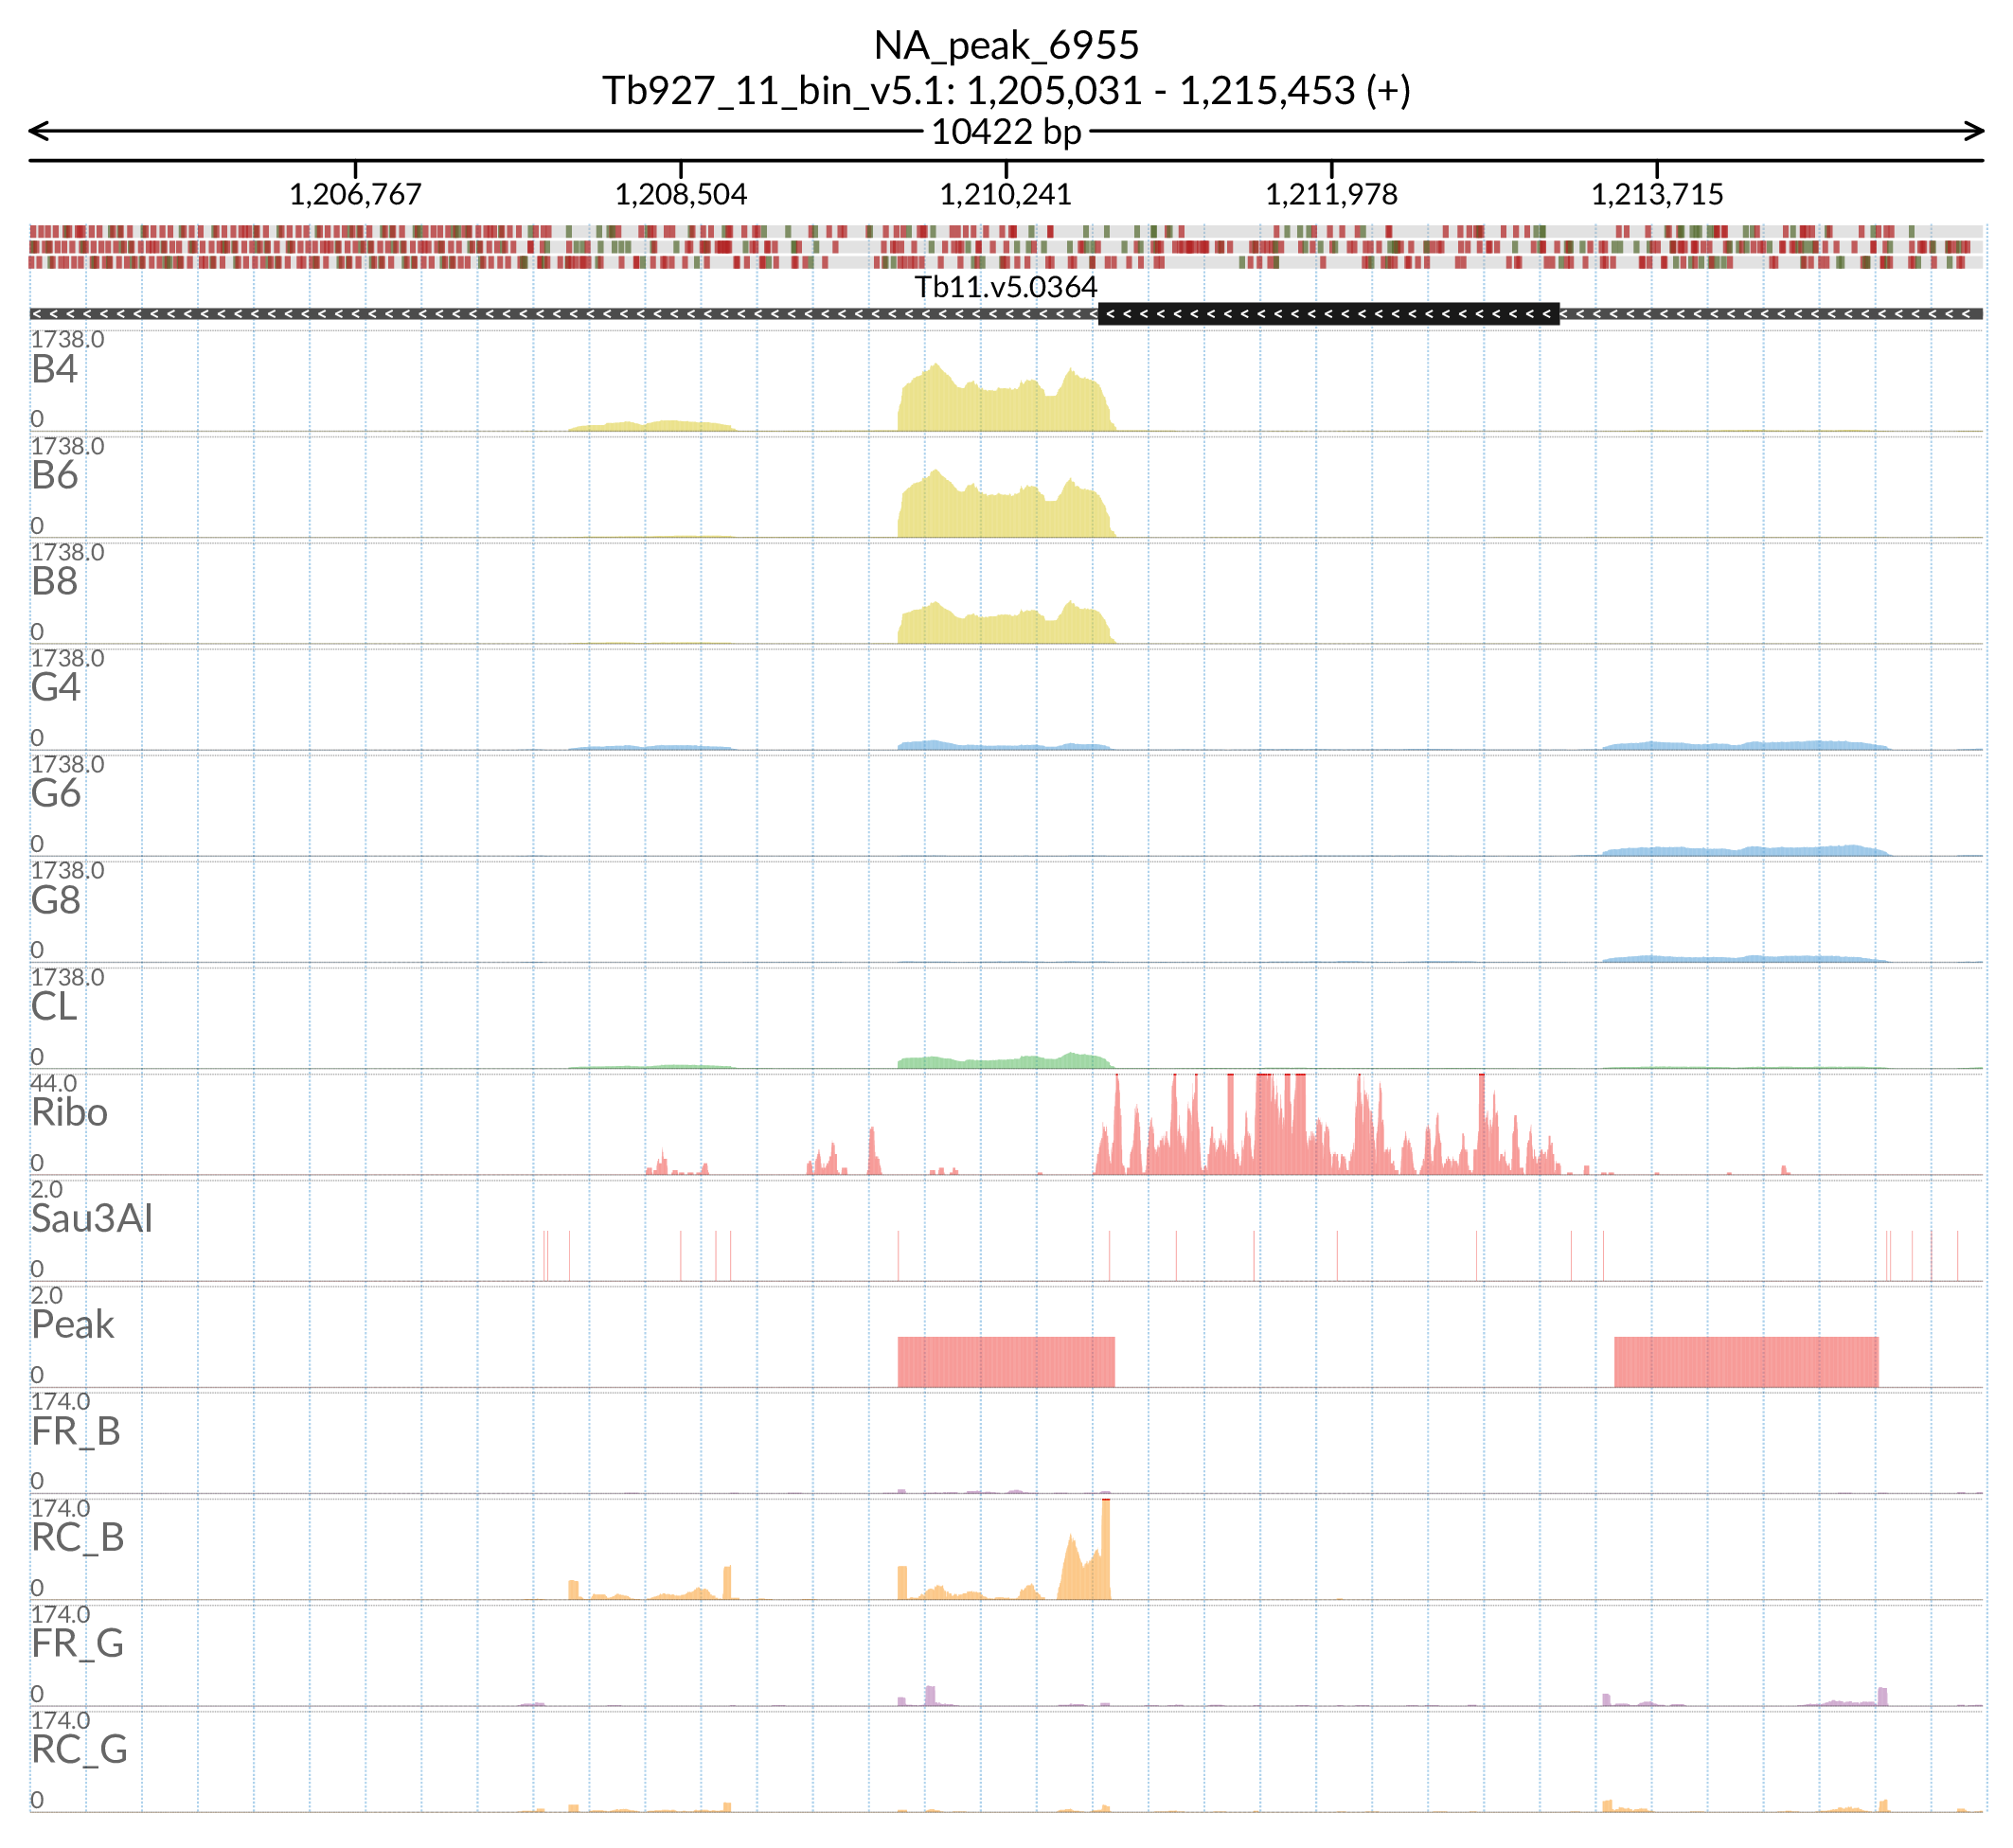 NA_peak_6955
Tb927_11_bin_v5.1: 1,205,031 - 1,215,453 (+)
10422 bp
1,206,767 1,208,504 1,210,241 1,211,978 1,213,715
Tb11.v5.0364
1738.0
B4
0
1738.0
B6
0
1738.0
B8
0
1738.0
G4
0
1738.0
G6
0
1738.0
G8
0
1738.0
CL
0
44.0
Ribo
0
2.0
Sau3AI
0
2.0
Peak
0
174.0
FR_B
0
174.0
RC_B
0
174.0
FR_G
0
174.0
RC_G
0